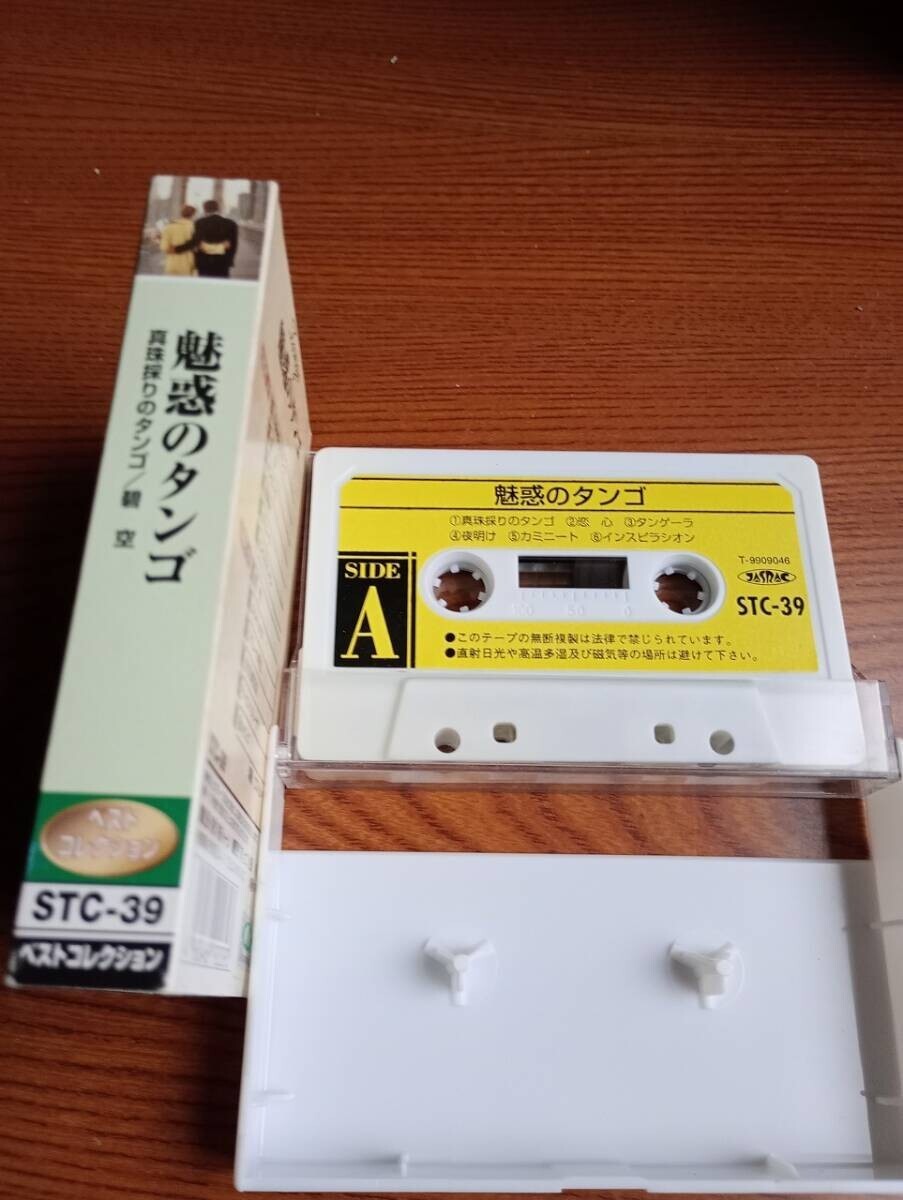 魅惑のタンゴ
真珠採りのタンゴ/碧 空
ベスト
コレクション
STC-39
ベストコレクション
魅惑のタンゴ
①真珠採りのタンゴ ②恋 心 ③タンゲーラ
④夜明け ⑤カミニート ⑥インスピラシオン
T-9909046
SIDE
A
JASRAC
STC-39
100 50 0
●このテープの無断複製は法律で禁じられています。
●直射日光や高温多湿及び磁気等の場所は避けて下さい。